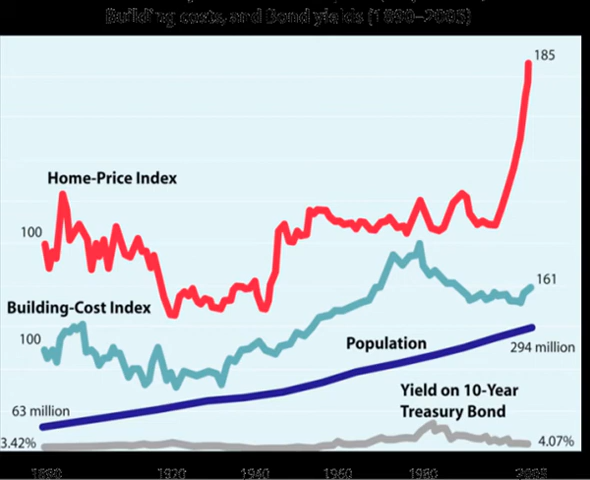 Building costs, and Bond yields (1890–2005)
185
Home-Price Index
100
161
Building-Cost Index
100
Population
294 million
Yield on 10-Year
Treasury Bond
63 million
3.42%
4.07%
1890 1920 1940 1960 1980 2005